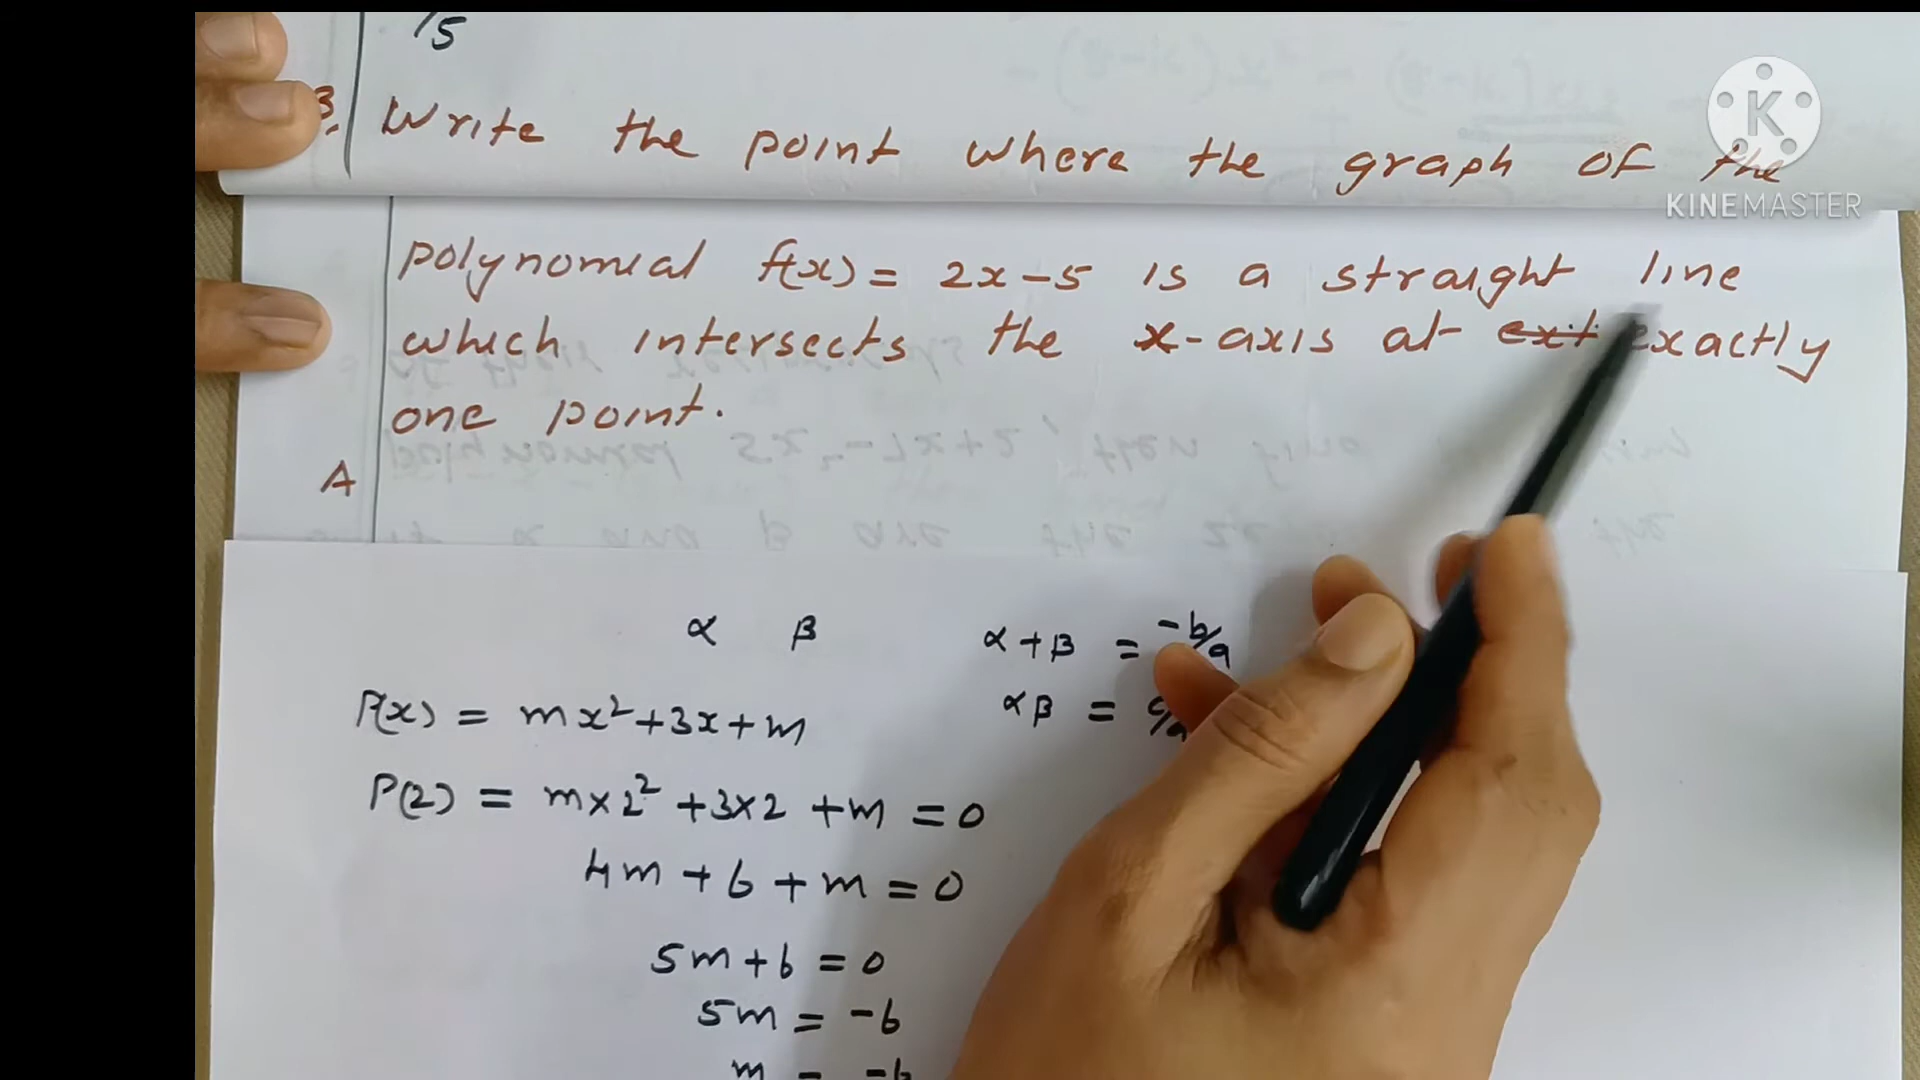 /5
3. Write the point where the graph of the
polynomial f(x) = 2x-5 is a straight line
which intersects the x-axis at exactly
one point.
A
α β
α+β = -b/a
αβ = c/a
P(x) = mx²+3x+m
P(2) = m×2²+3×2+m = 0
4m+6+m=0
5m+6=0
5m = -6
m = -6
K
KINEMASTER